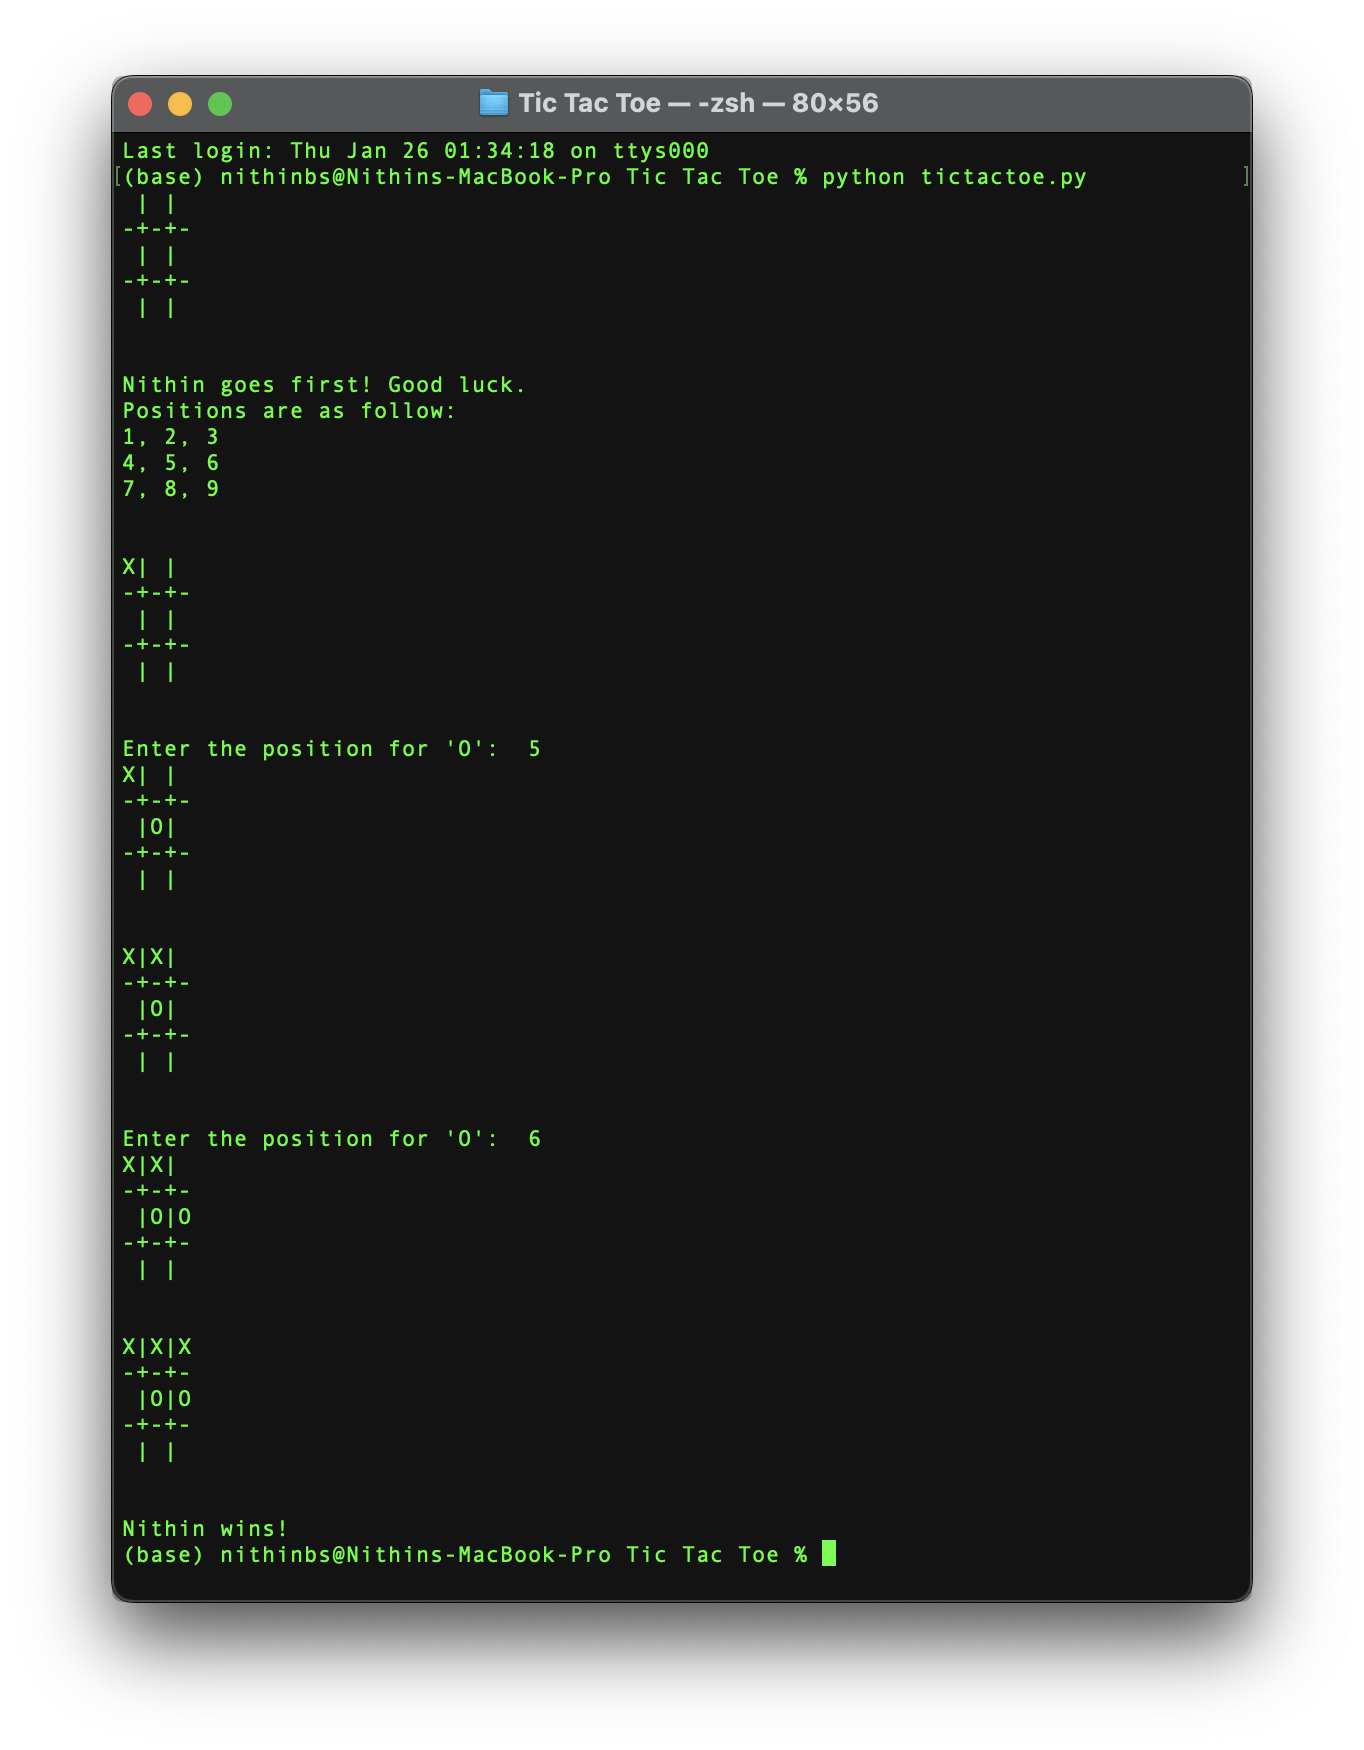 Tic Tac Toe — -zsh — 80×56
Last login: Thu Jan 26 01:34:18 on ttys000
[(base) nithinbs@Nithins-MacBook-Pro Tic Tac Toe % python tictactoe.py ]
 | |
-+-+-
 | |
-+-+-
 | |
Nithin goes first! Good luck.
Positions are as follow:
1, 2, 3
4, 5, 6
7, 8, 9
X| |
-+-+-
 | |
-+-+-
 | |
Enter the position for 'O':  5
X| |
-+-+-
 |O|
-+-+-
 | |
X|X|
-+-+-
 |O|
-+-+-
 | |
Enter the position for 'O':  6
X|X|
-+-+-
 |O|O
-+-+-
 | |
X|X|X
-+-+-
 |O|O
-+-+-
 | |
Nithin wins!
(base) nithinbs@Nithins-MacBook-Pro Tic Tac Toe %